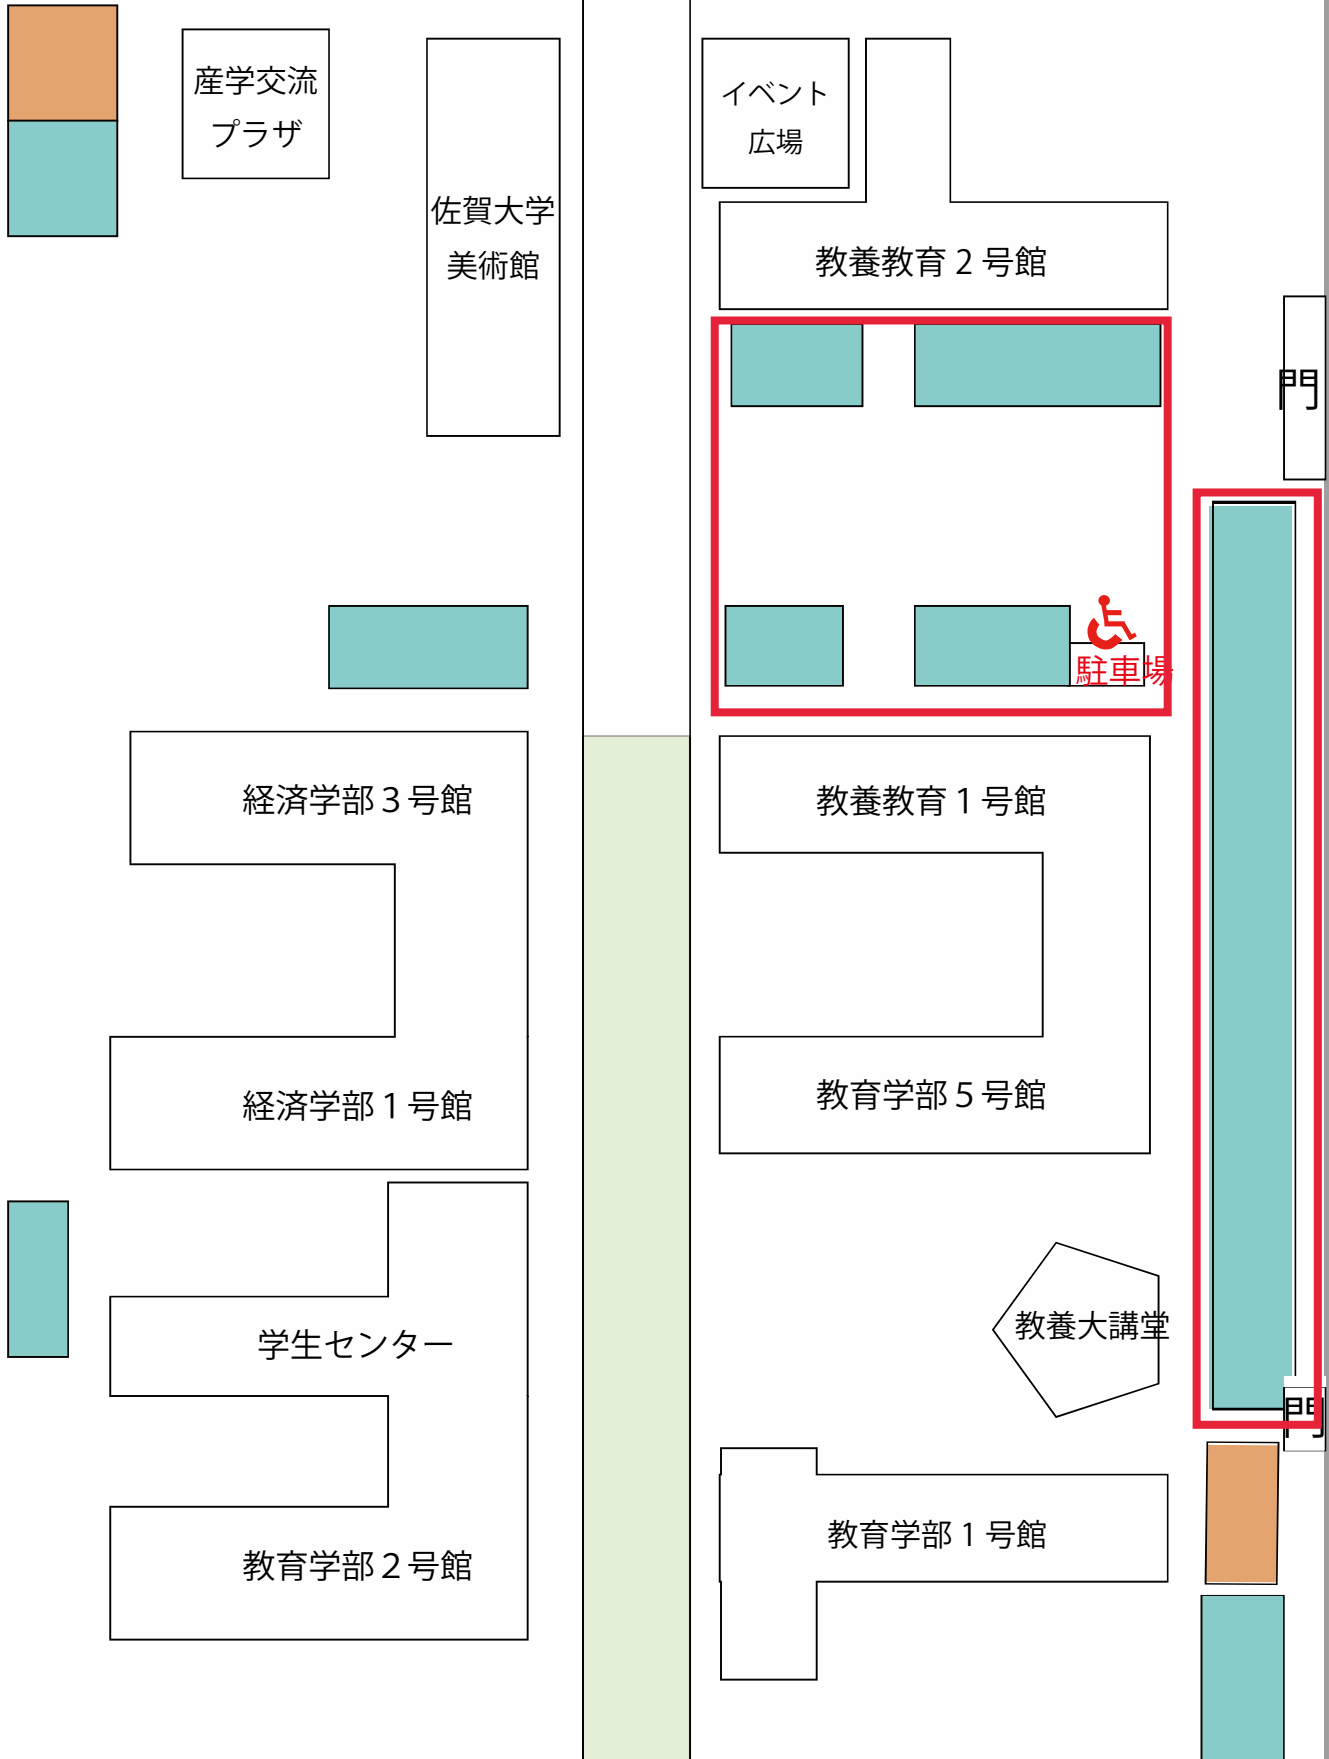 産学交流
プラザ
佐賀大学
美術館
イベント
広場
教養教育２号館
門
駐車場
経済学部３号館
教養教育１号館
経済学部１号館
教育学部５号館
学生センター
教養大講堂
門
教育学部１号館
教育学部２号館